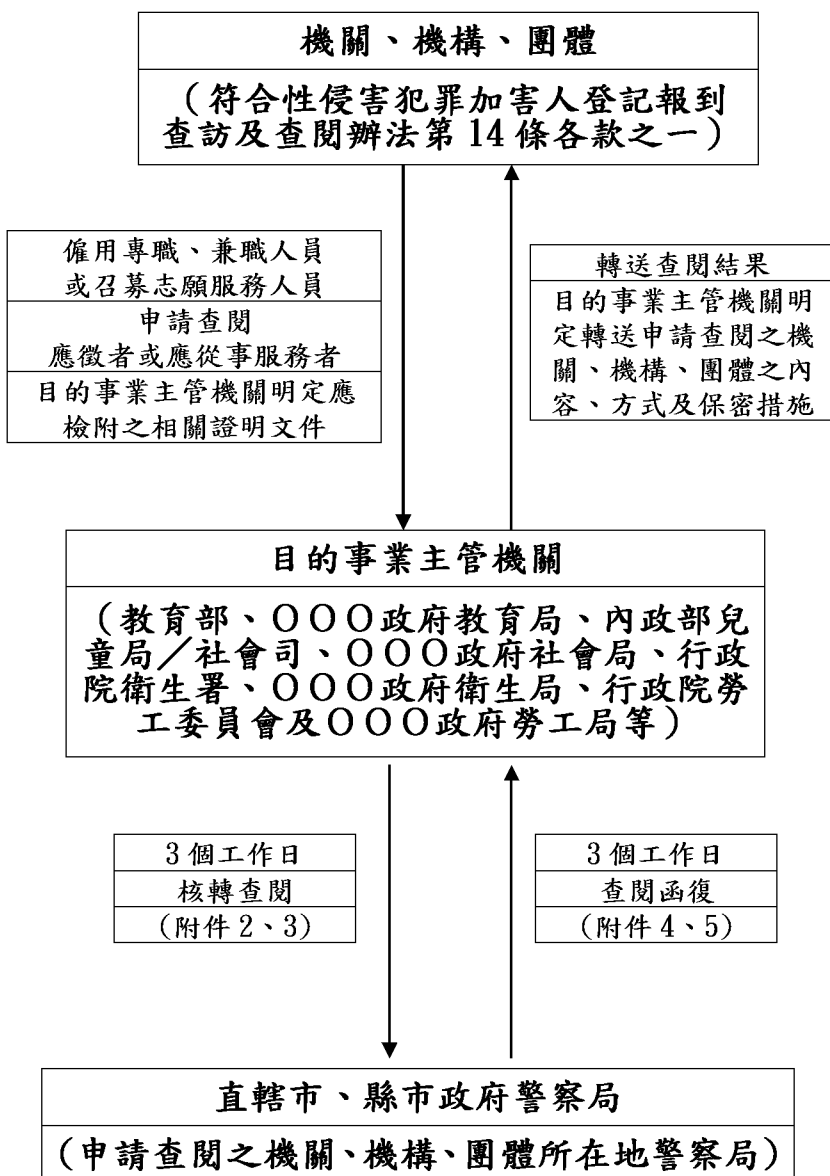 機關、機構、團體
（符合性侵害犯罪加害人登記報到
查訪及查閱辦法第14條各款之一）
僱用專職、兼職人員
或召募志願服務人員
申請查閱
應徵者或應從事服務者
目的事業主管機關明定應
檢附之相關證明文件
轉送查閱結果
目的事業主管機關明
定轉送申請查閱之機
關、機構、團體之內
容、方式及保密措施
目的事業主管機關
（教育部、○○○政府教育局、內政部兒
童局／社會司、○○○政府社會局、行政
院衛生署、○○○政府衛生局、行政院勞
工委員會及○○○政府勞工局等）
3個工作日
核轉查閱
(附件2、3)
3個工作日
查閱函復
(附件4、5)
直轄市、縣市政府警察局
（申請查閱之機關、機構、團體所在地警察局）